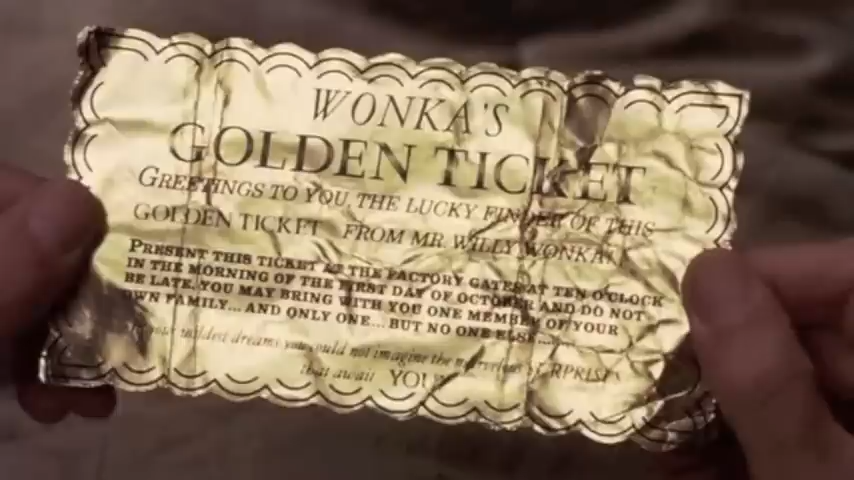 WONKA'S
GOLDEN TICKET
GREETINGS TO YOU, THE LUCKY FINDER OF THIS
GOLDEN TICKET FROM MR. WILLY WONKA!
PRESENT THIS TICKET AT THE FACTORY GATES AT TEN O'CLOCK
IN THE MORNING OF THE FIRST DAY OF OCTOBER AND DO NOT
BE LATE. YOU MAY BRING WITH YOU ONE MEMBER OF YOUR
OWN FAMILY... AND ONLY ONE... BUT NO ONE ELSE...
your wildest dreams you could not imagine the marvelous SURPRISES
that await YOU